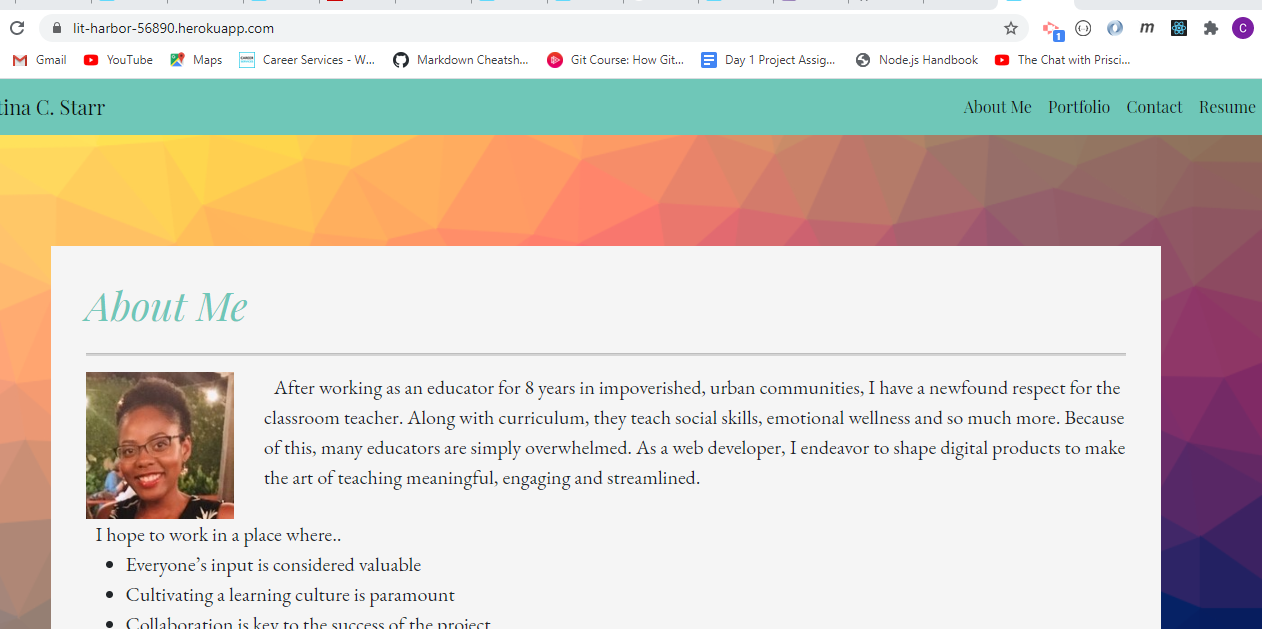 lit-harbor-56890.herokuapp.com
1
m
C
Gmail YouTube Maps Career Services - W... Markdown Cheatsh... Git Course: How Git... Day 1 Project Assig... Node.js Handbook The Chat with Prisci...
tina C. Starr About Me Portfolio Contact Resume
About Me
After working as an educator for 8 years in impoverished, urban communities, I have a newfound respect for the
classroom teacher. Along with curriculum, they teach social skills, emotional wellness and so much more. Because
of this, many educators are simply overwhelmed. As a web developer, I endeavor to shape digital products to make
the art of teaching meaningful, engaging and streamlined.
I hope to work in a place where..
Everyone’s input is considered valuable
Cultivating a learning culture is paramount
Collaboration is key to the success of the project